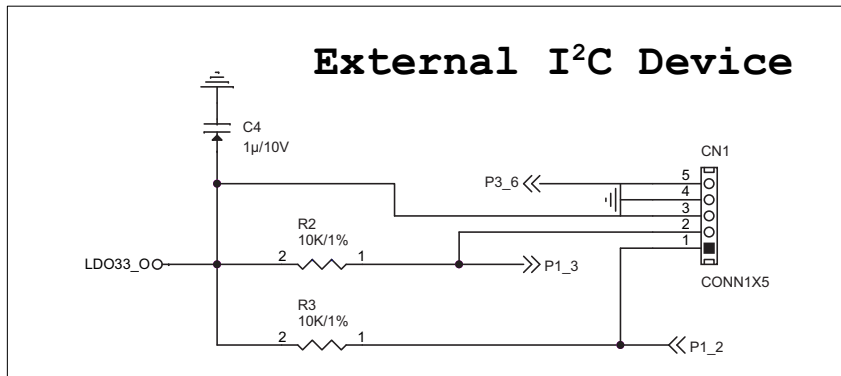 External I²C Device
C4
1µ/10V
CN1
P3_6
5
4
3
2
1
R2
10K/1%
2
1
LDO33_O
P1_3
CONN1X5
R3
10K/1%
2
1
P1_2